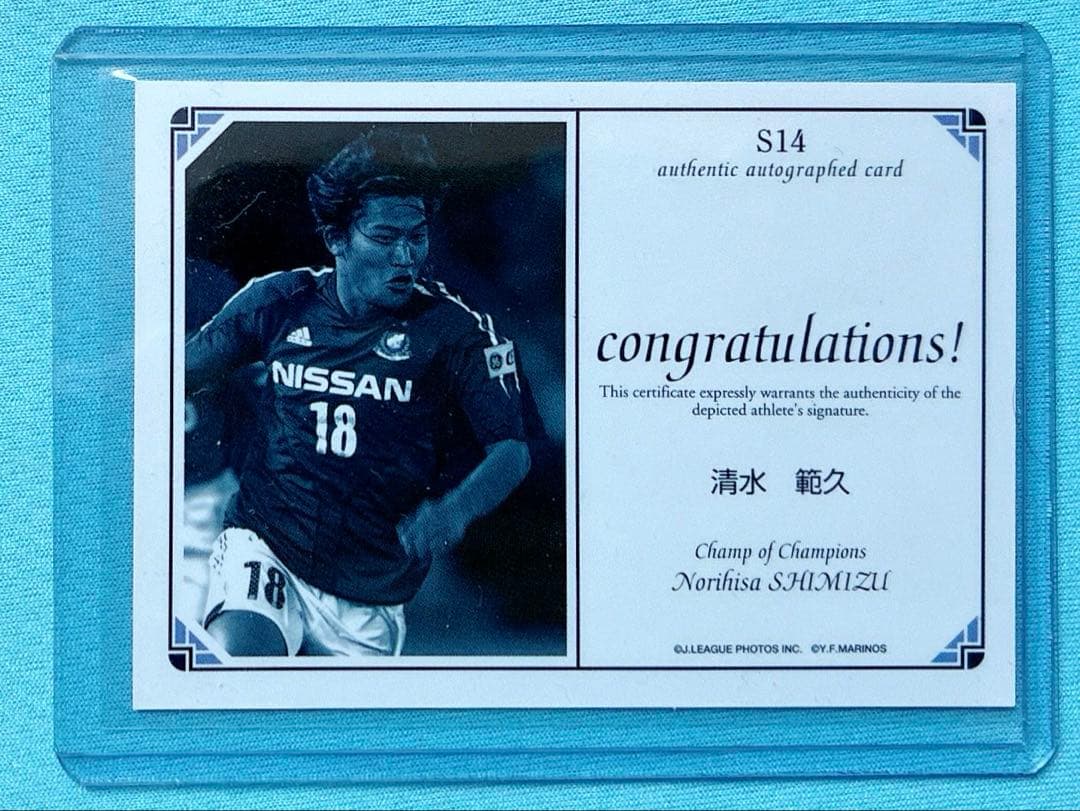 NISSAN
18
18
S14
authentic autographed card
congratulations!
This certificate expressly warrants the authenticity of the
depicted athlete's signature.
清水 範久
Champ of Champions
Norihisa SHIMIZU
©J.LEAGUE PHOTOS INC. ©Y.F.MARINOS